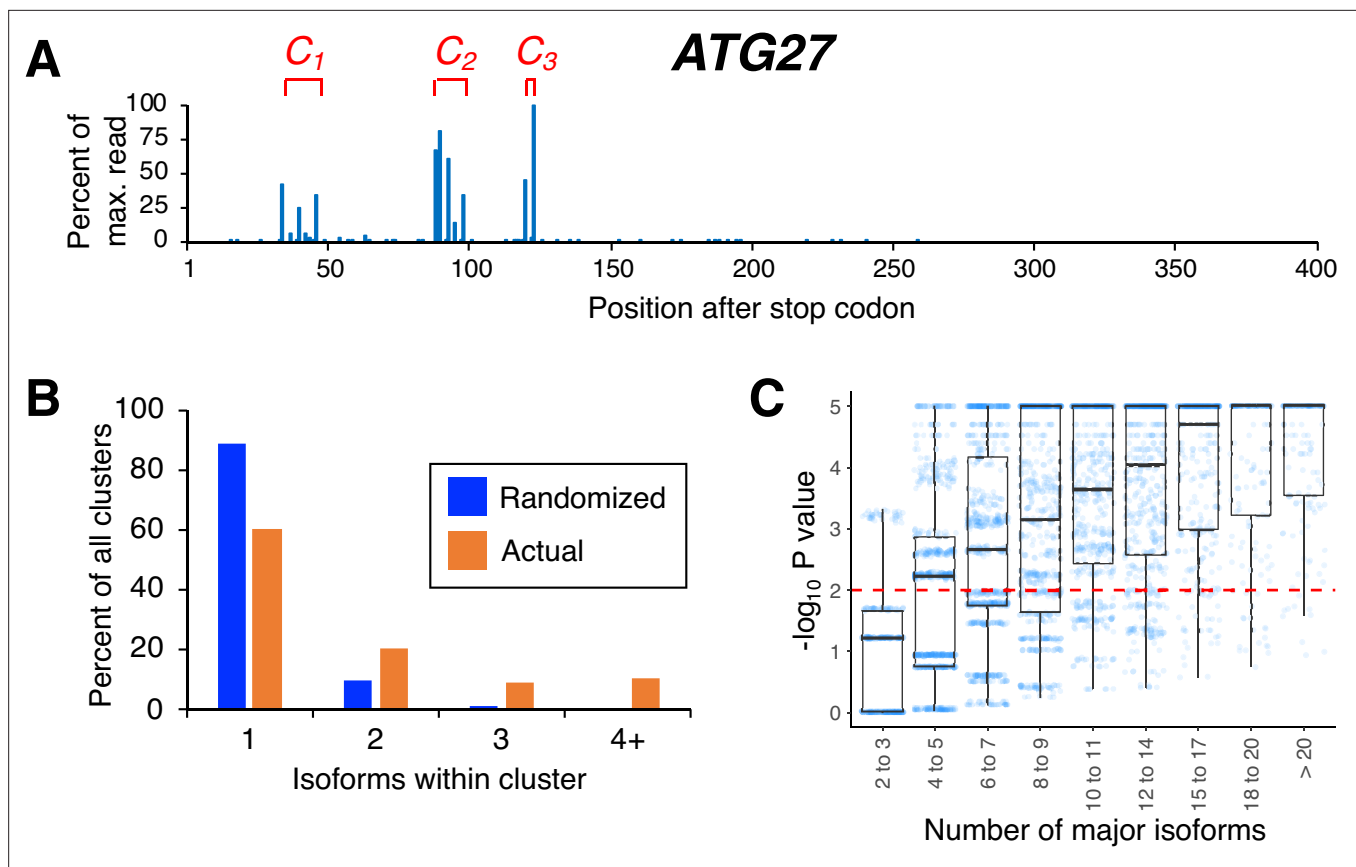 A
C1
C2
C3
ATG27
Percent of
max. read
100
75
50
25
0
1
50
100
150
200
250
300
350
400
Position after stop codon
B
Percent of all clusters
100
80
60
40
20
0
Randomized
Actual
1
2
3
4+
Isoforms within cluster
C
-log10 P value
5
4
3
2
1
0
2 to 3
4 to 5
6 to 7
8 to 9
10 to 11
12 to 14
15 to 17
18 to 20
> 20
Number of major isoforms